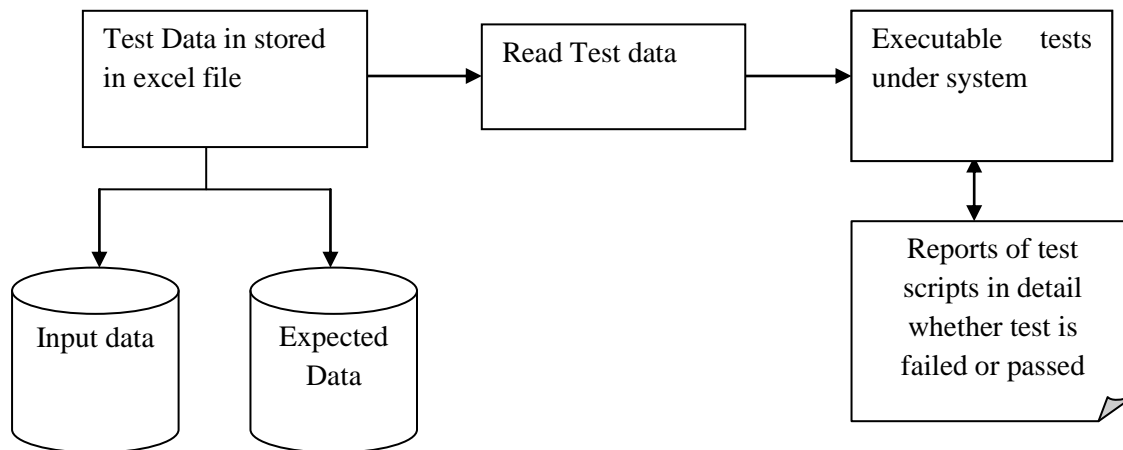 Test Data in stored
in excel file
Read Test data
Executable tests
under system
Input data
Expected
Data
Reports of test
scripts in detail
whether test is
failed or passed